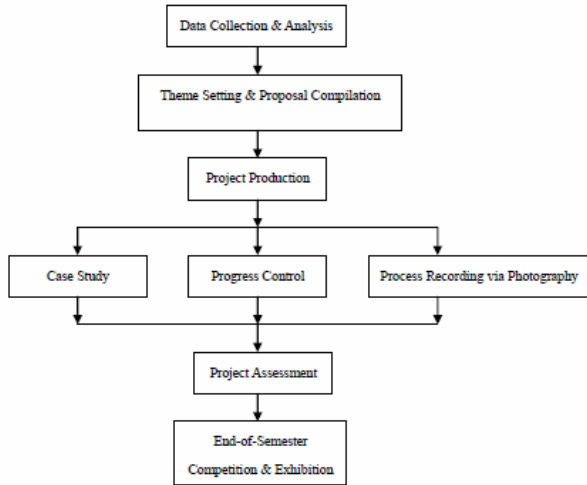 Data Collection & Analysis
Theme Setting & Proposal Compilation
Project Production
Case Study
Progress Control
Process Recording via Photography
Project Assessment
End-of-Semester
Competition & Exhibition